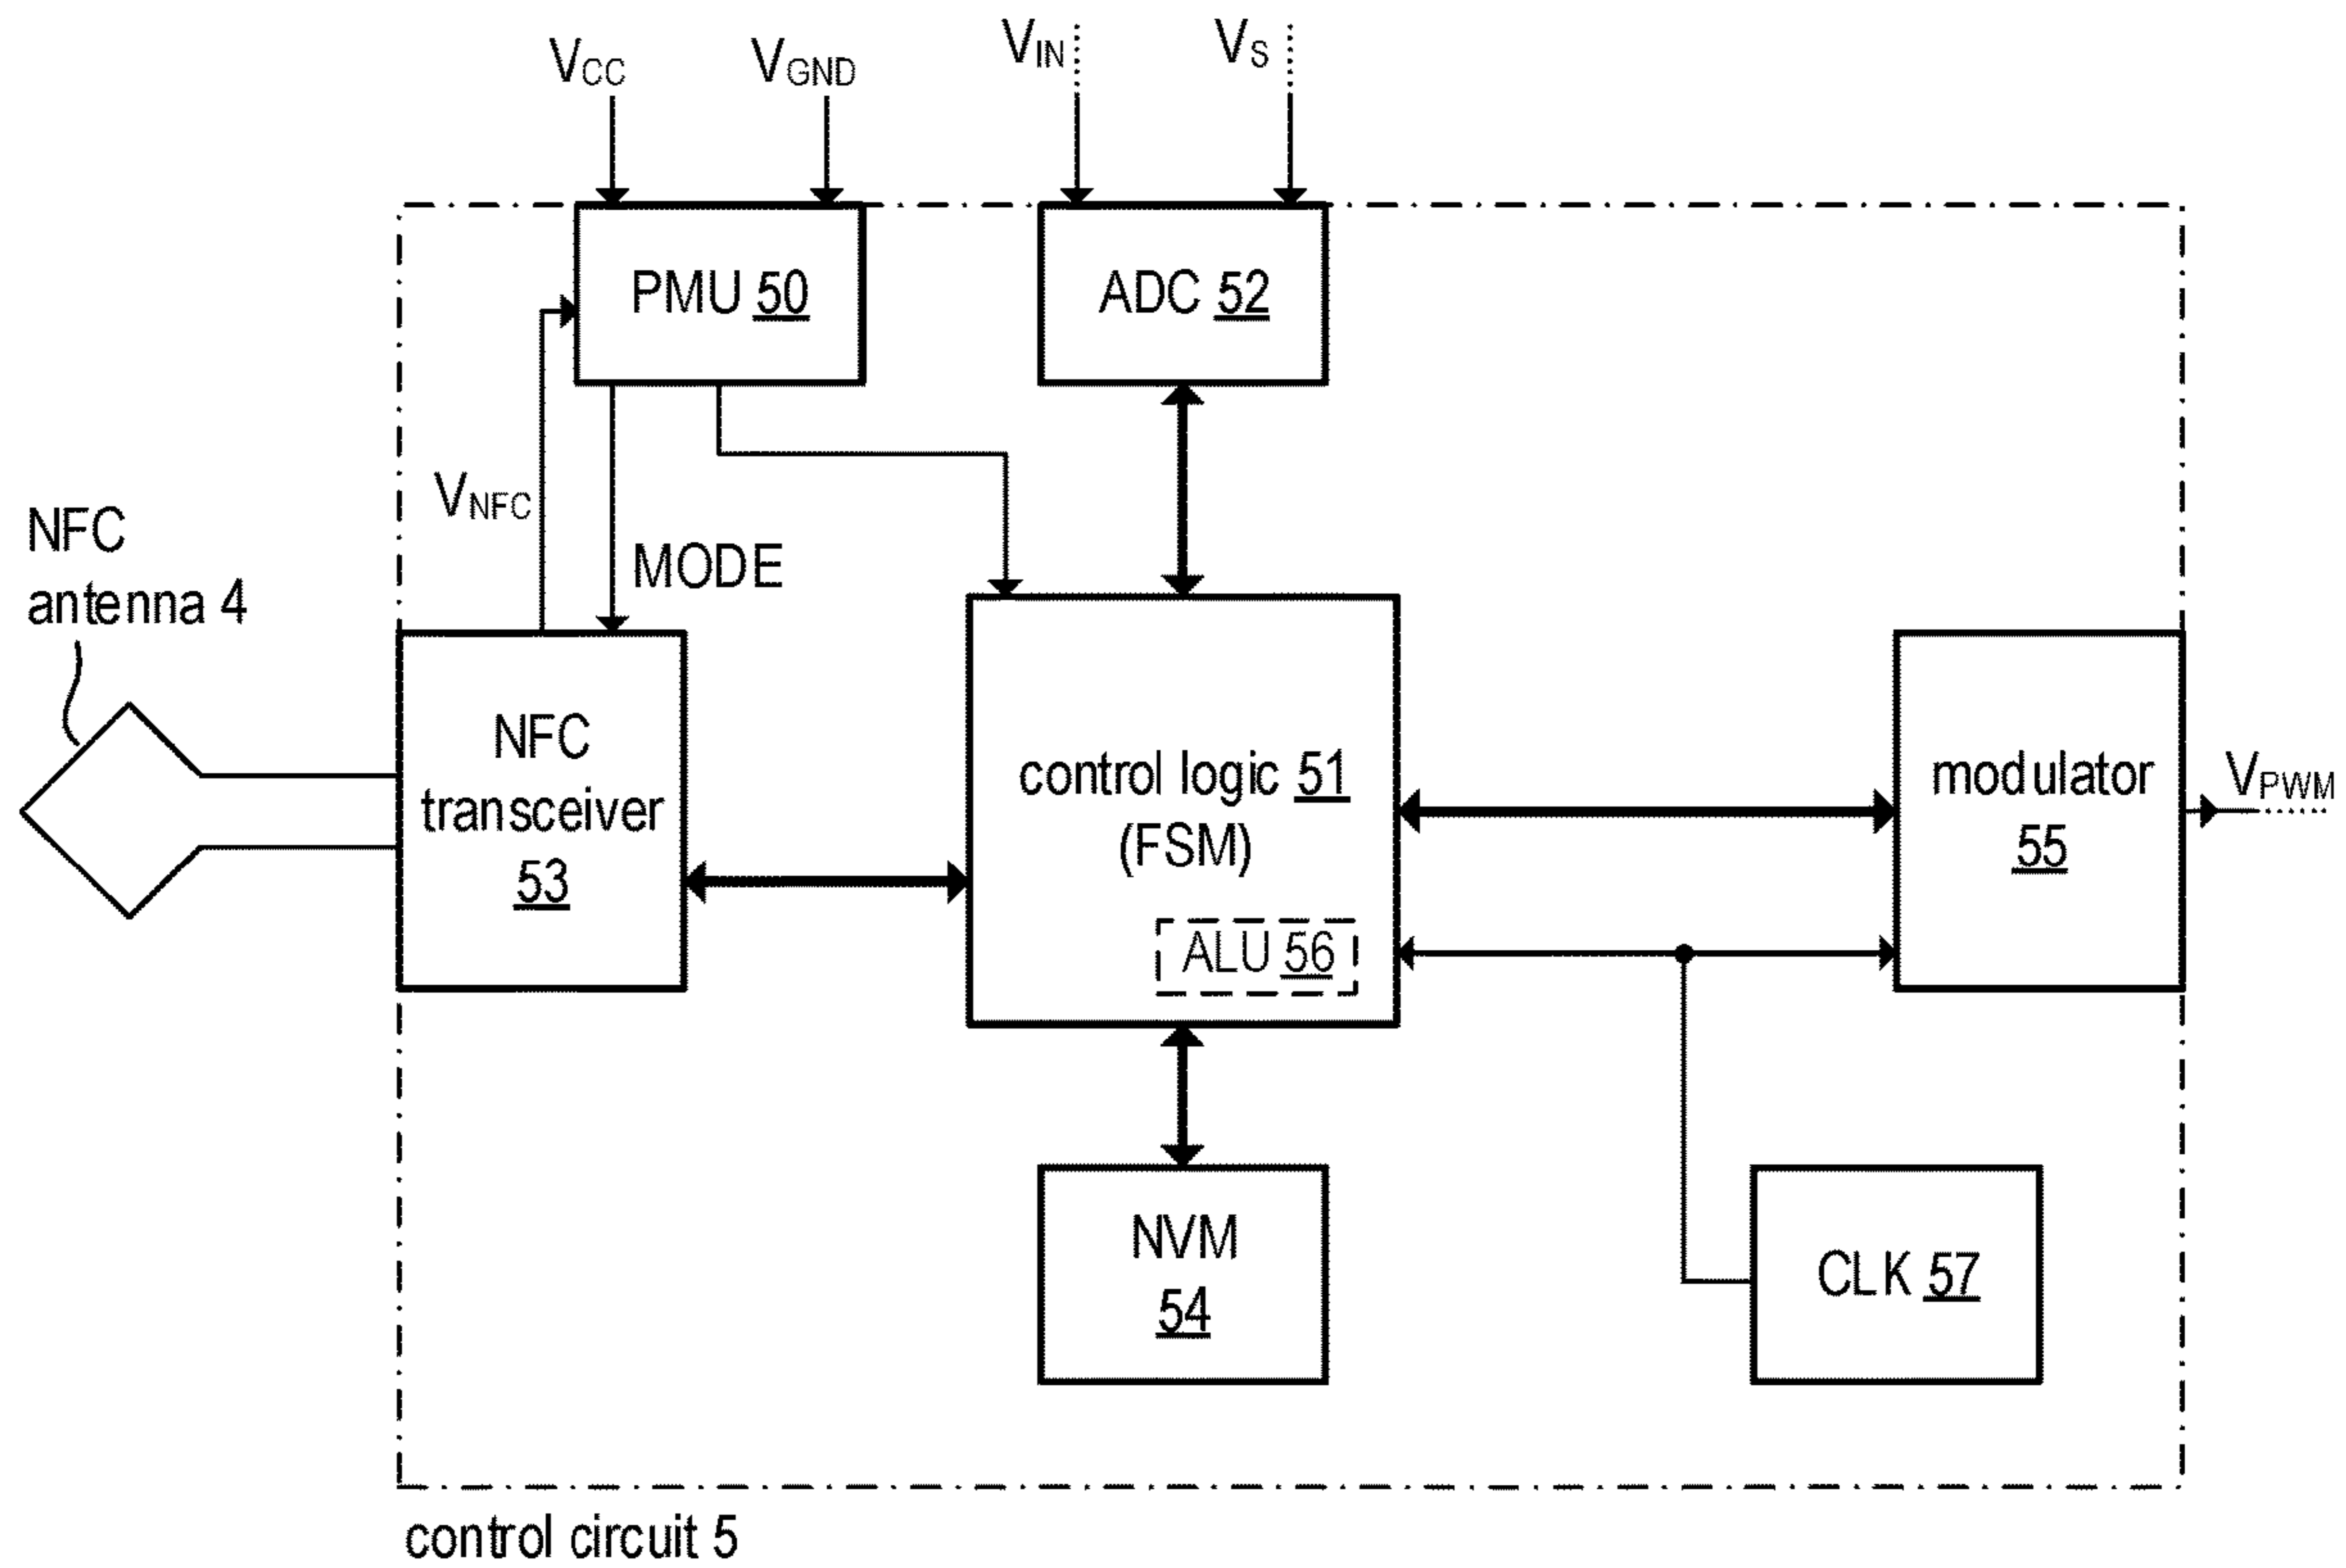 VCC
VGND
VIN
VS
PMU 50
ADC 52
VNFC
MODE
NFC
antenna 4
NFC
transceiver
53
control logic 51
(FSM)
ALU 56
modulator
55
VPWM
NVM
54
CLK 57
control circuit 5